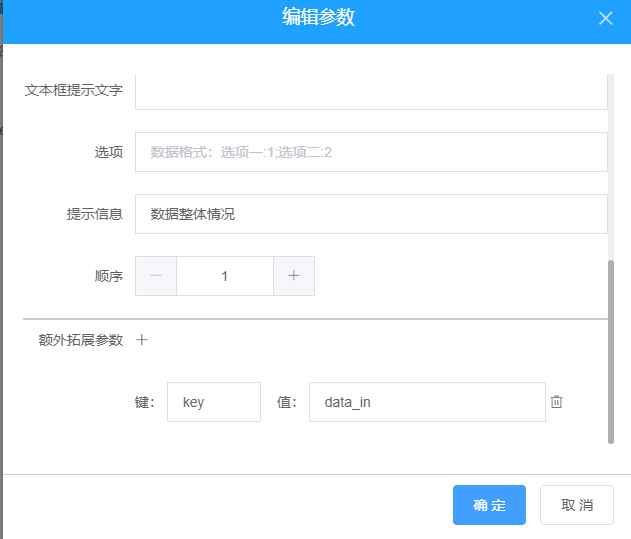 编辑参数
文本框提示文字
选项 数据格式：选项一:1;选项二:2
提示信息 数据整体情况
顺序 1
额外拓展参数
键： key 值： data_in
确 定 取 消